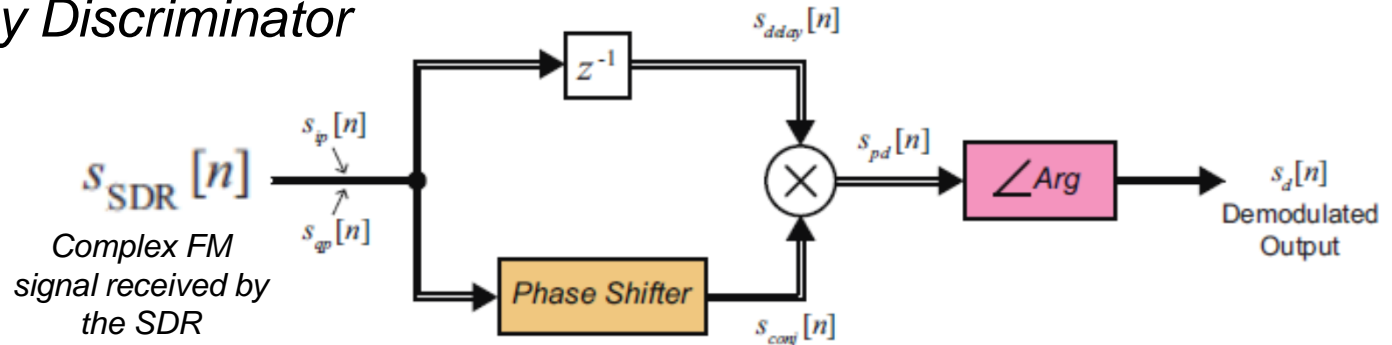 y Discriminator
s_delay[n]
z^-1
s_ip[n]
s_SDR[n]
s_qp[n]
Complex FM
signal received by
the SDR
s_pd[n]
∠Arg
s_d[n]
Demodulated
Output
Phase Shifter
s_conj[n]